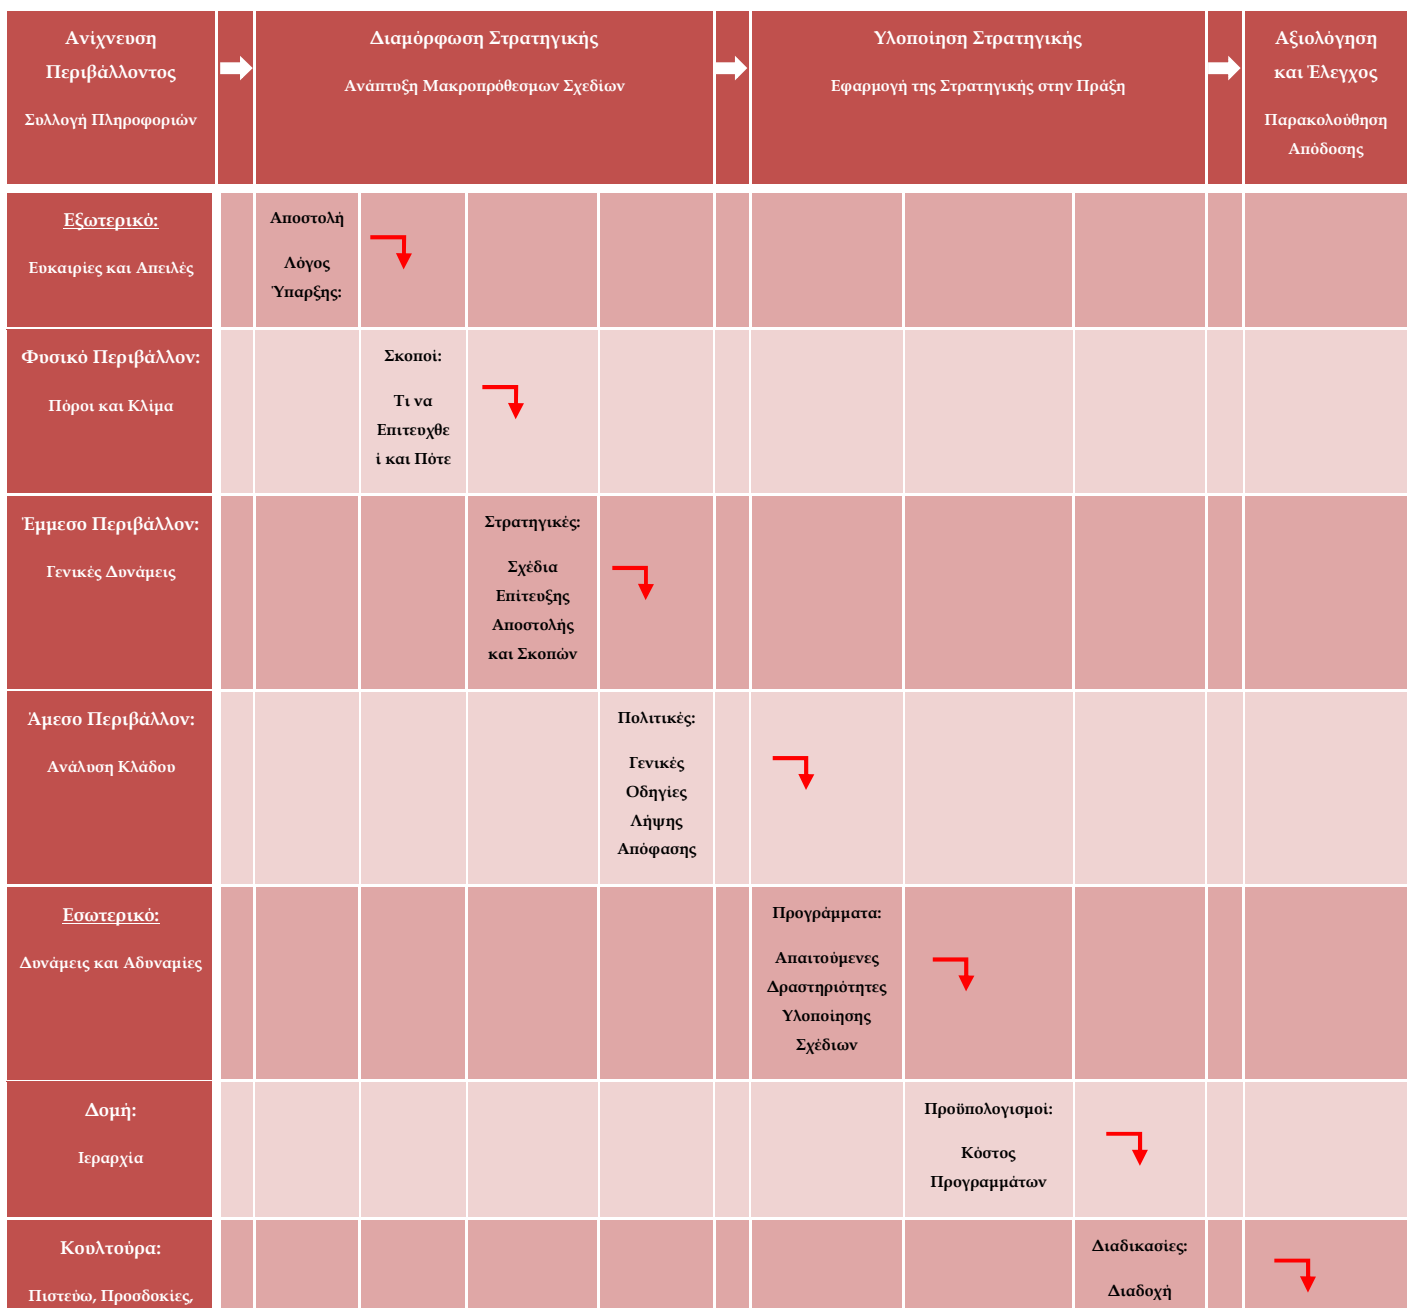 Ανίχνευση
Περιβάλλοντος
Συλλογή Πληροφοριών
Διαμόρφωση Στρατηγικής
Ανάπτυξη Μακροπρόθεσμων Σχεδίων
Υλοποίηση Στρατηγικής
Εφαρμογή της Στρατηγικής στην Πράξη
Αξιολόγηση
και Έλεγχος
Παρακολούθηση
Απόδοσης
Εξωτερικό:
Ευκαιρίες και Απειλές
Αποστολή
Λόγος
Ύπαρξης:
Φυσικό Περιβάλλον:
Πόροι και Κλίμα
Σκοποί:
Τι να
Επιτευχθε
ί και Πότε
Έμμεσο Περιβάλλον:
Γενικές Δυνάμεις
Στρατηγικές:
Σχέδια
Επίτευξης
Αποστολής
και Σκοπών
Άμεσο Περιβάλλον:
Ανάλυση Κλάδου
Πολιτικές:
Γενικές
Οδηγίες
Λήψης
Απόφασης
Εσωτερικό:
Δυνάμεις και Αδυναμίες
Προγράμματα:
Απαιτούμενες
Δραστηριότητες
Υλοποίησης
Σχέδιων
Δομή:
Ιεραρχία
Προϋπολογισμοί:
Κόστος
Προγραμμάτων
Κουλτούρα:
Πιστεύω, Προσδοκίες,
Διαδικασίες:
Διαδοχή